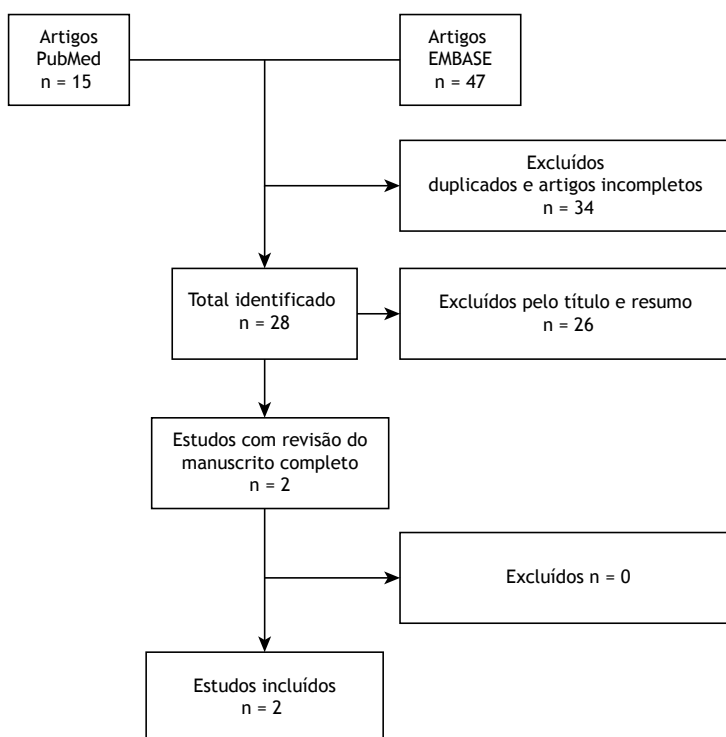 Artigos
PubMed
n = 15
Artigos
EMBASE
n = 47
Excluídos
duplicados e artigos incompletos
n = 34
Total identificado
n = 28
Excluídos pelo título e resumo
n = 26
Estudos com revisão do
manuscrito completo
n = 2
Excluídos n = 0
Estudos incluídos
n = 2